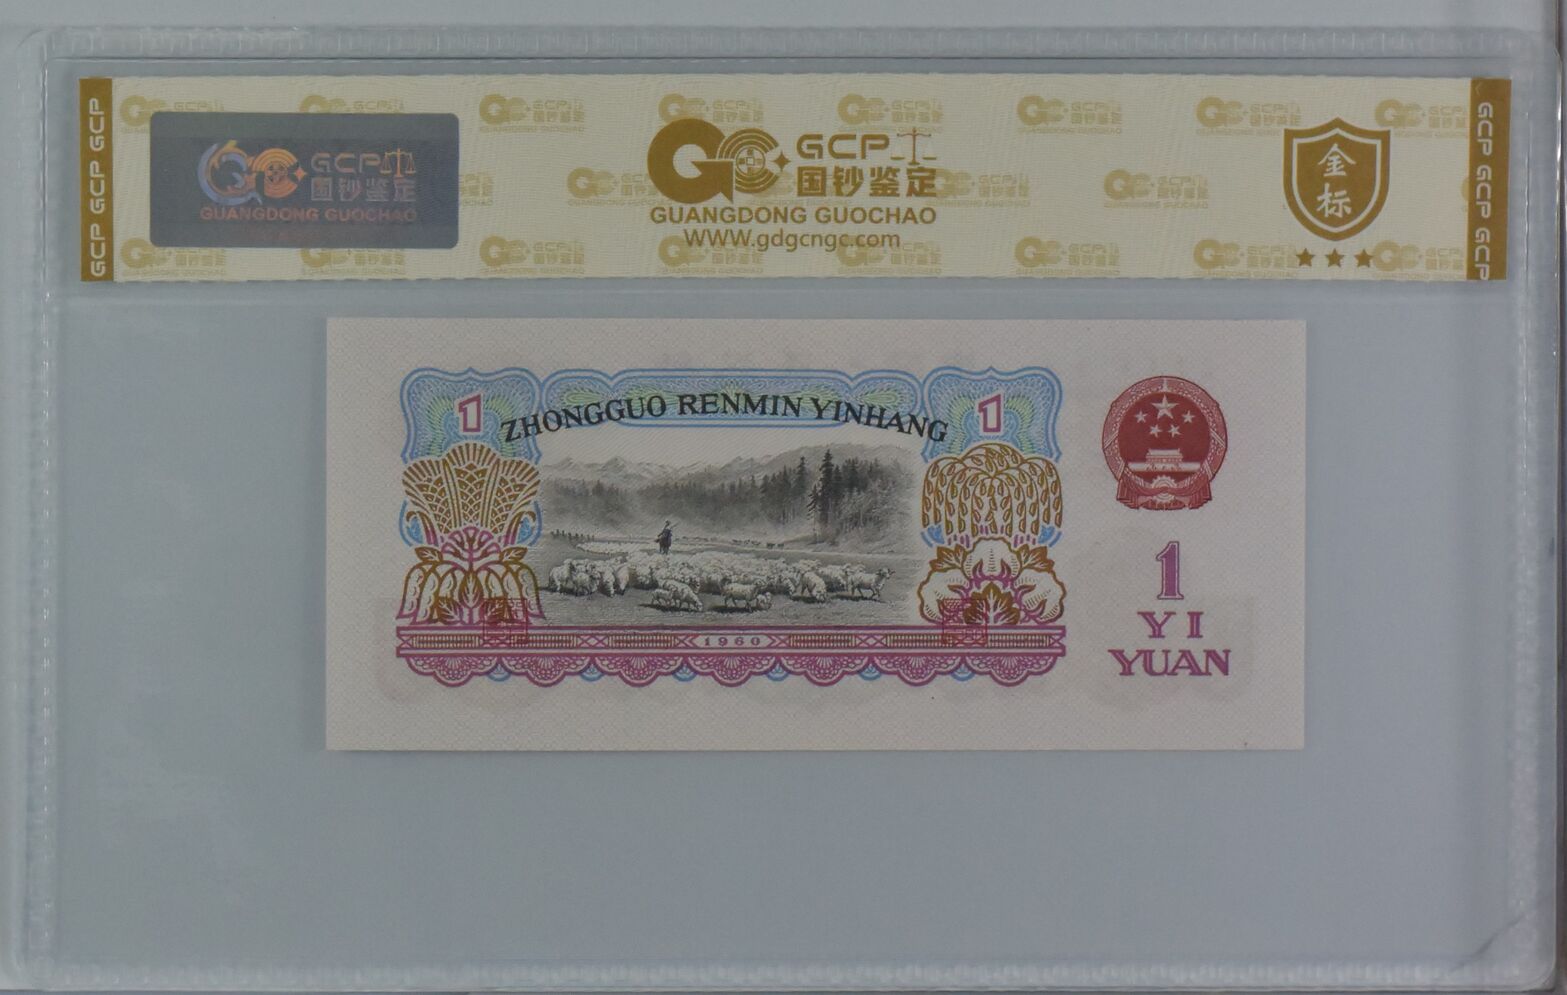 GCP GCP GCP
GCP
国钞鉴定
GUANGDONG GUOCHAO
GCP
国钞鉴定
GUANGDONG GUOCHAO
WWW.gdgcngc.com
金
标
GCP GCP GCP
1
ZHONGGUO RENMIN YINHANG
1
1960
1
YI
YUAN